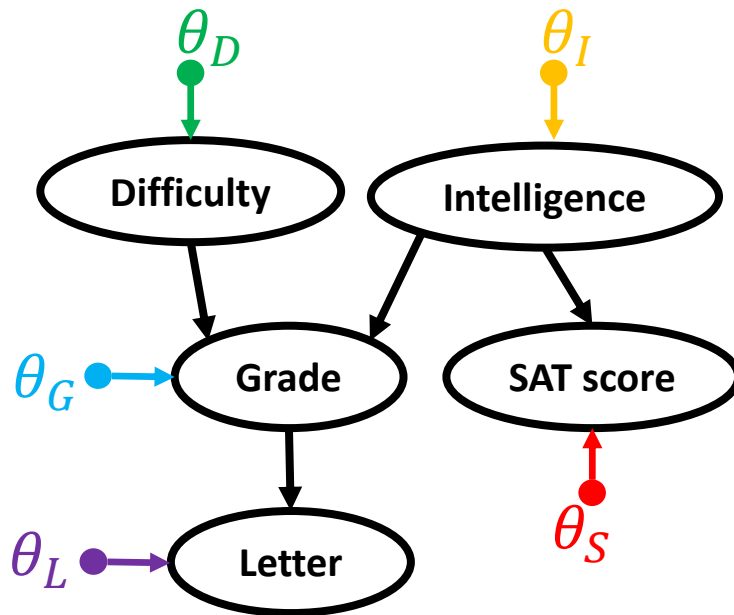 θ_D
θ_I
Difficulty
Intelligence
θ_G
Grade
SAT score
θ_S
θ_L
Letter